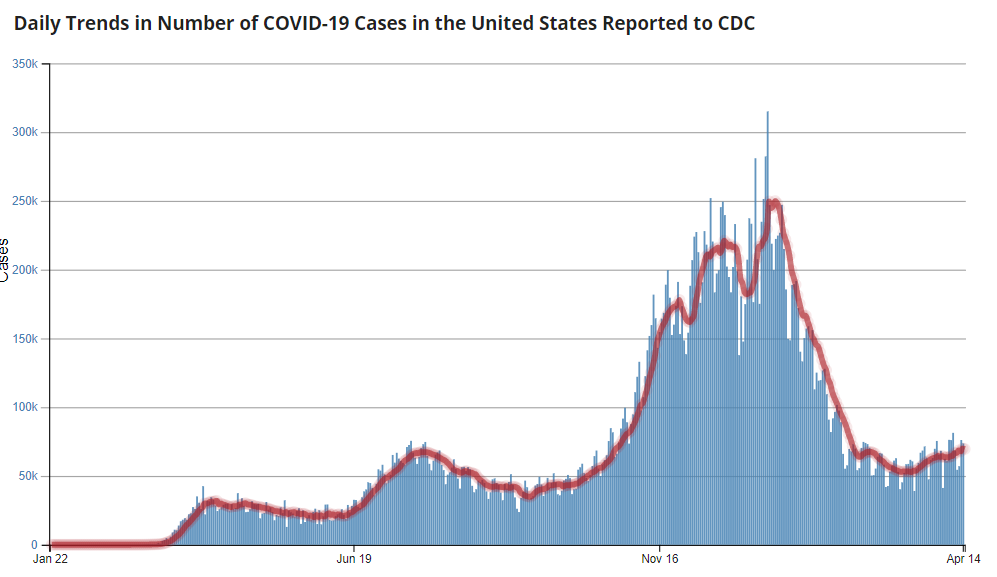 Daily Trends in Number of COVID-19 Cases in the United States Reported to CDC
350k
300k
250k
200k
150k
100k
50k
0
Cases
Jan 22
Jun 19
Nov 16
Apr 14